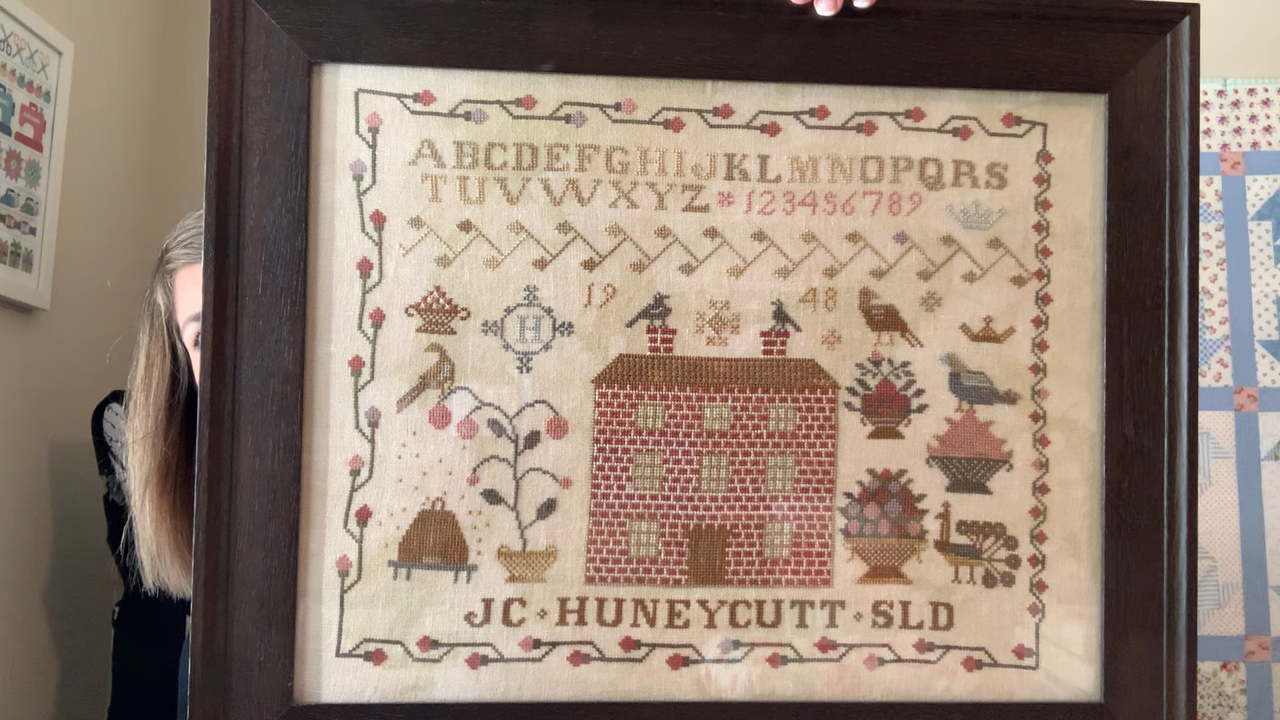 ABCDEFGHIJKLMNOPQRS
TUVWXYZ *123456789
19 48
H
JC · HUNEYCUTT · SLD